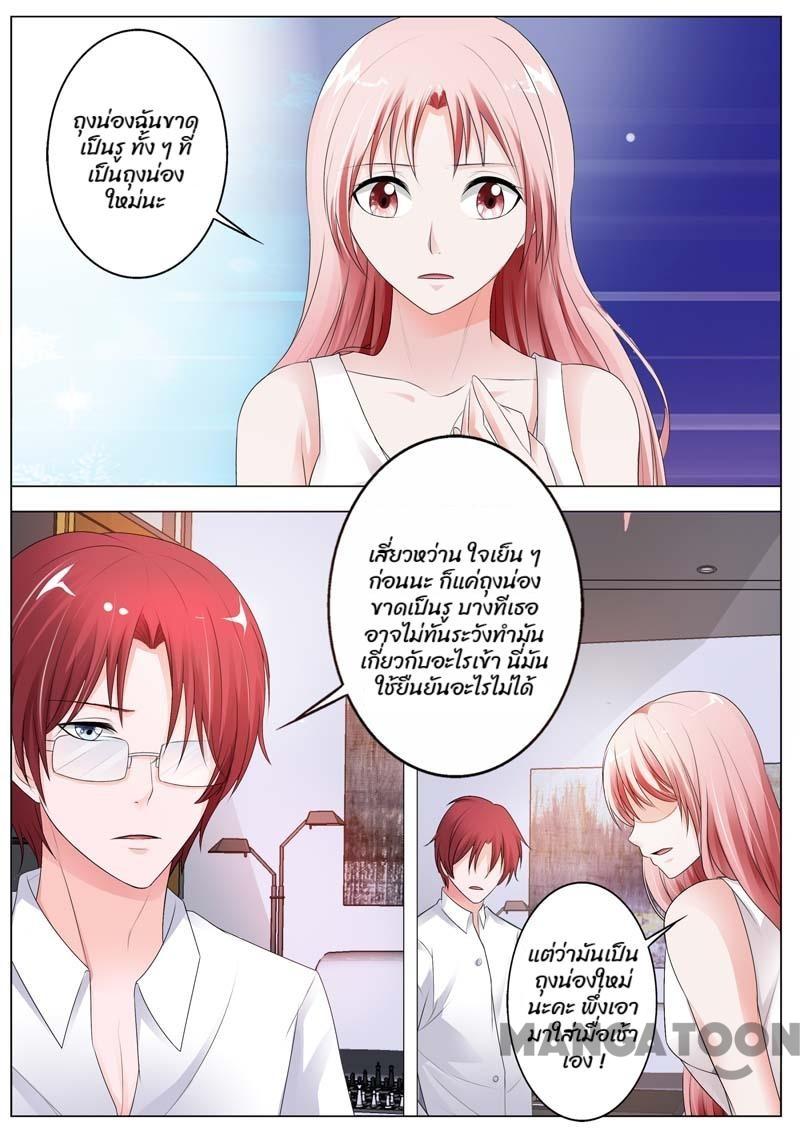 ถุงน่องฉันขาด
เป็นรู ทั้ง ๆ ที่
เป็นถุงน่อง
ใหม่นะ
เสี่ยวหว่าน ใจเย็น ๆ
ก่อนนะ ก็แค่ถุงน่อง
ขาดเป็นรู บางทีเธอ
อาจไม่ทันระวังทำมัน
เกี่ยวกับอะไรเข้า นี่มัน
ใช้ยืนยันอะไรไม่ได้
แต่ว่ามันเป็น
ถุงน่องใหม่
นะคะ พึ่งเอา
มาใส่เมื่อเช้า
เอง !
MANGATOON